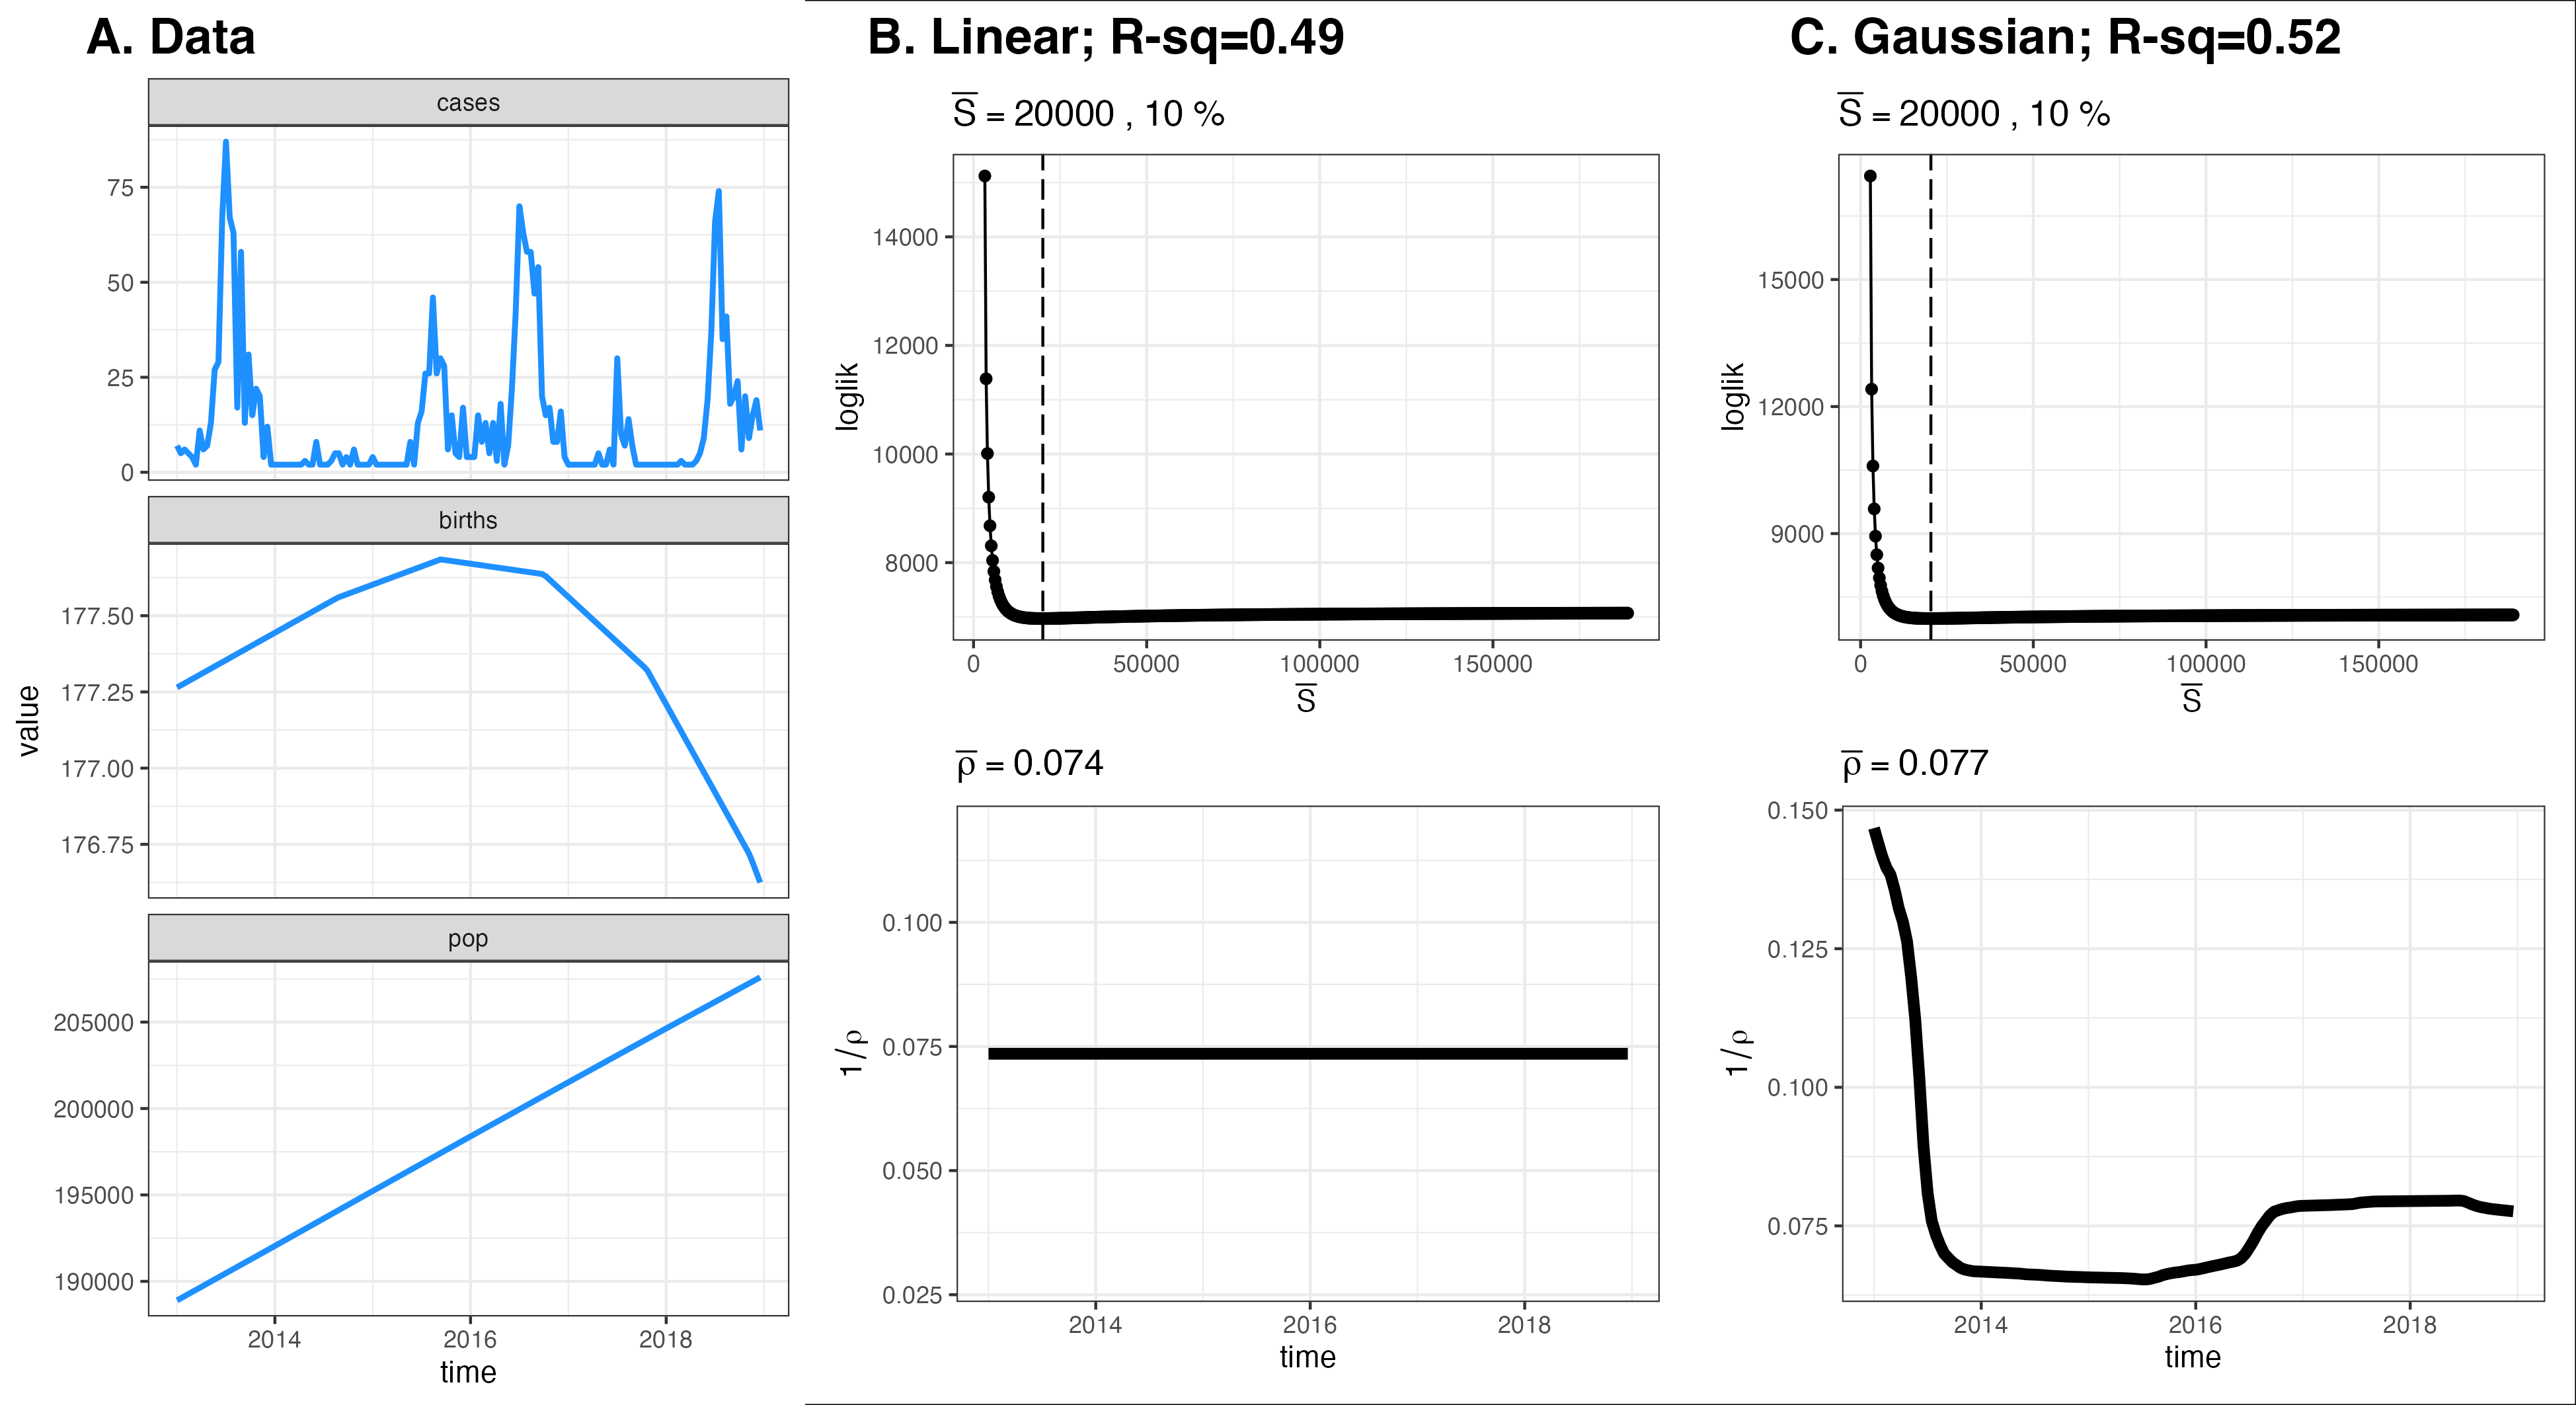 A. Data
cases
75
50
25
0
births
177.50
177.25
177.00
176.75
pop
205000
200000
195000
190000
2014 2016 2018
time
value
B. Linear; R-sq=0.49
S̅ = 20000 , 10 %
14000
12000
10000
8000
loglik
0 50000 100000 150000
S̅
ρ̅ = 0.074
0.100
0.075
0.050
0.025
1/ρ
2014 2016 2018
time
C. Gaussian; R-sq=0.52
S̅ = 20000 , 10 %
15000
12000
9000
loglik
0 50000 100000 150000
S̅
ρ̅ = 0.077
0.150
0.125
0.100
0.075
1/ρ
2014 2016 2018
time